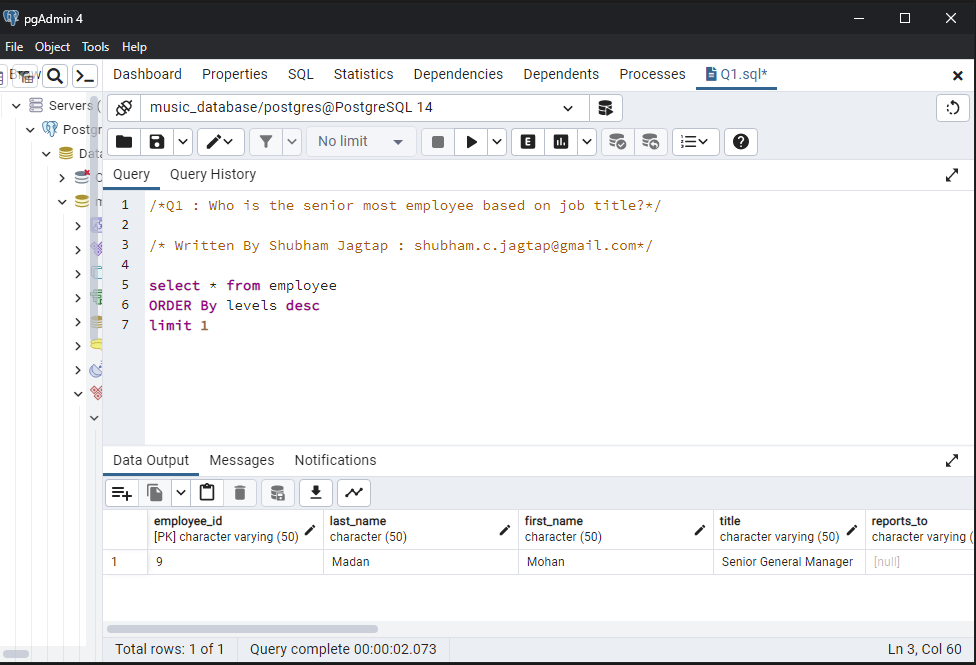 pgAdmin 4
File Object Tools Help
Dashboard Properties SQL Statistics Dependencies Dependents Processes Q1.sql*
Servers (
music_database/postgres@PostgreSQL 14
No limit
E
Query Query History
1 /*Q1 : Who is the senior most employee based on job title?*/
2
3 /* Written By Shubham Jagtap : shubham.c.jagtap@gmail.com*/
4
5 select * from employee
6 ORDER By levels desc
7 limit 1
Data Output Messages Notifications
employee_id last_name first_name title reports_to
[PK] character varying (50) character (50) character (50) character varying (50) character varying (
1 9 Madan Mohan Senior General Manager [null]
Total rows: 1 of 1 Query complete 00:00:02.073 Ln 3, Col 60